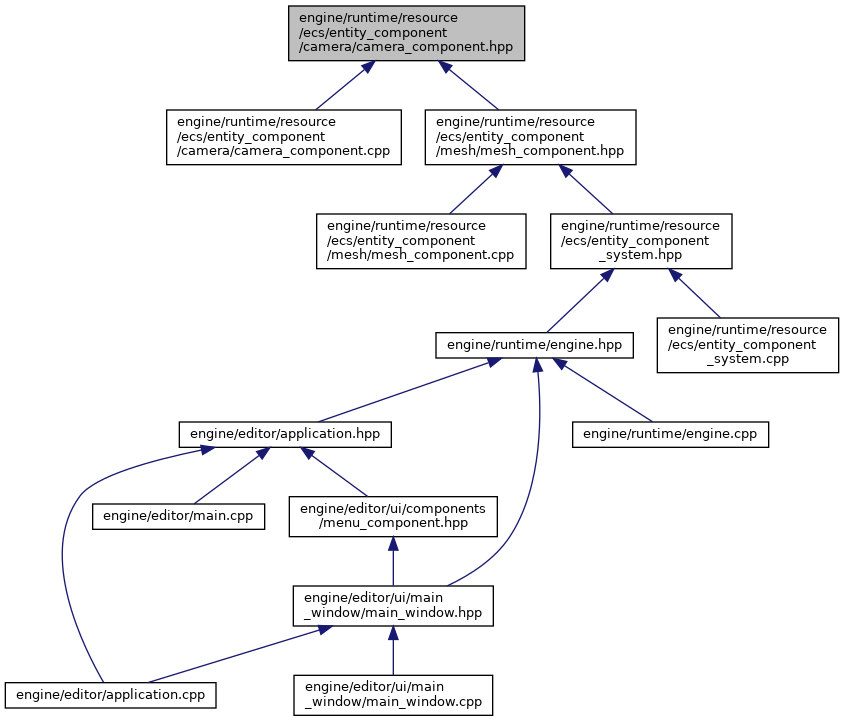 engine/runtime/resource
/ecs/entity_component
/camera/camera_component.hpp
engine/runtime/resource
/ecs/entity_component
/camera/camera_component.cpp
engine/runtime/resource
/ecs/entity_component
/mesh/mesh_component.hpp
engine/runtime/resource
/ecs/entity_component
/mesh/mesh_component.cpp
engine/runtime/resource
/ecs/entity_component
_system.hpp
engine/runtime/engine.hpp
engine/runtime/resource
/ecs/entity_component
_system.cpp
engine/editor/application.hpp
engine/runtime/engine.cpp
engine/editor/main.cpp
engine/editor/ui/components
/menu_component.hpp
engine/editor/ui/main
_window/main_window.hpp
engine/editor/application.cpp
engine/editor/ui/main
_window/main_window.cpp